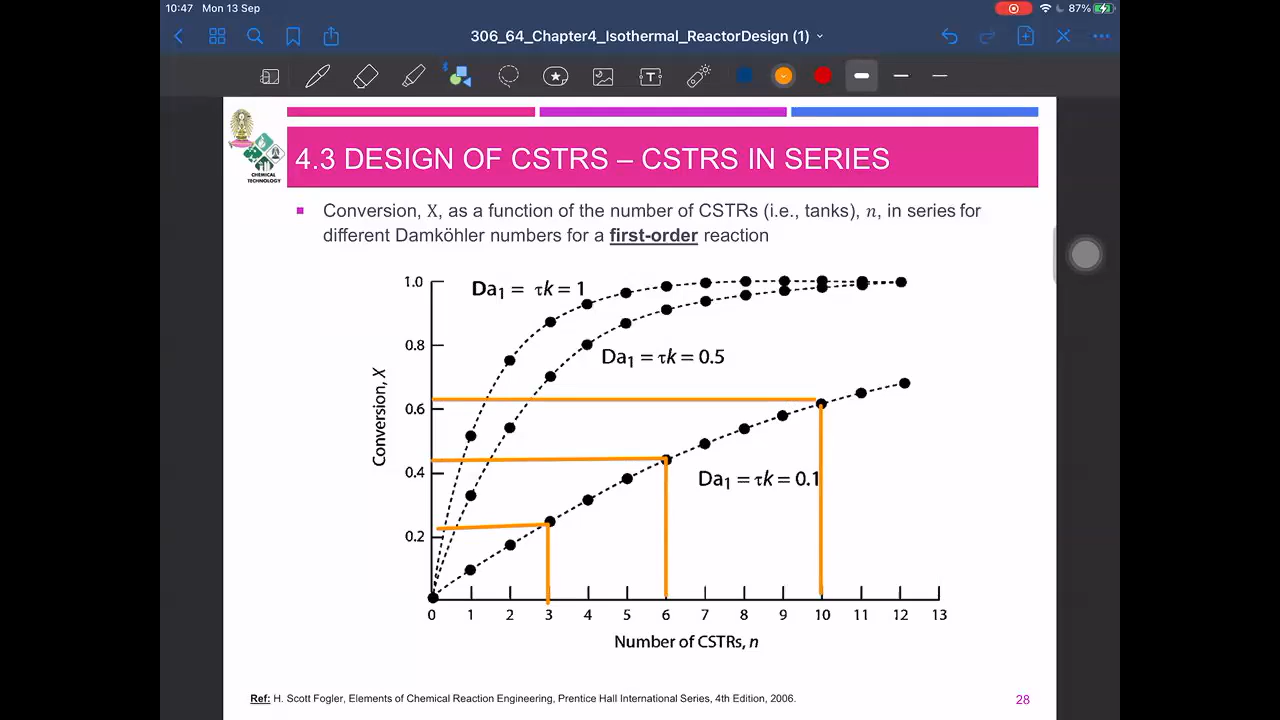 10:47 Mon 13 Sep
87%
306_64_Chapter4_Isothermal_ReactorDesign (1)
T
CHEMICAL
TECHNOLOGY
4.3 DESIGN OF CSTRS – CSTRS IN SERIES
Conversion, X, as a function of the number of CSTRs (i.e., tanks), n, in series for
different Damköhler numbers for a first-order reaction
1.0
0.8
0.6
0.4
0.2
Conversion, X
Da₁ = τk = 1
Da₁ = τk = 0.5
Da₁ = τk = 0.1
0 1 2 3 4 5 6 7 8 9 10 11 12 13
Number of CSTRs, n
Ref: H. Scott Fogler, Elements of Chemical Reaction Engineering, Prentice Hall International Series, 4th Edition, 2006.
28